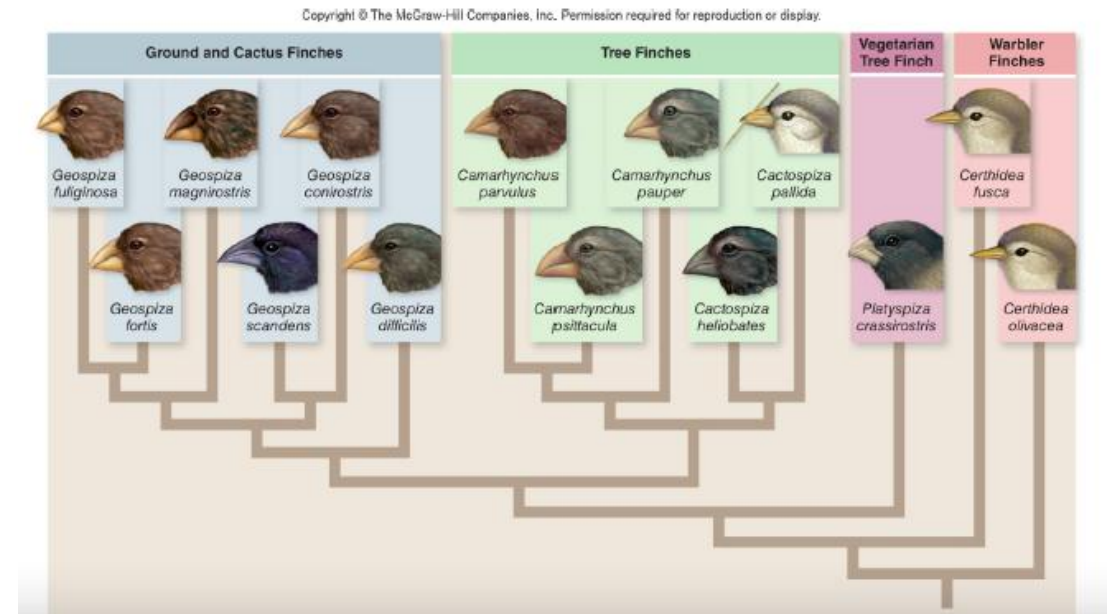 Copyright © The McGraw-Hill Companies, Inc. Permission required for reproduction or display.
Ground and Cactus Finches
Tree Finches
Vegetarian
Tree Finch
Warbler
Finches
Geospiza
fuliginosa
Geospiza
magnirostris
Geospiza
conirostris
Camarhynchus
parvulus
Camarhynchus
pauper
Cactospiza
pallida
Certhidea
fusca
Geospiza
fortis
Geospiza
scandens
Geospiza
difficilis
Camarhynchus
psittacula
Cactospiza
heliobates
Platyspiza
crassirostris
Certhidea
olivacea